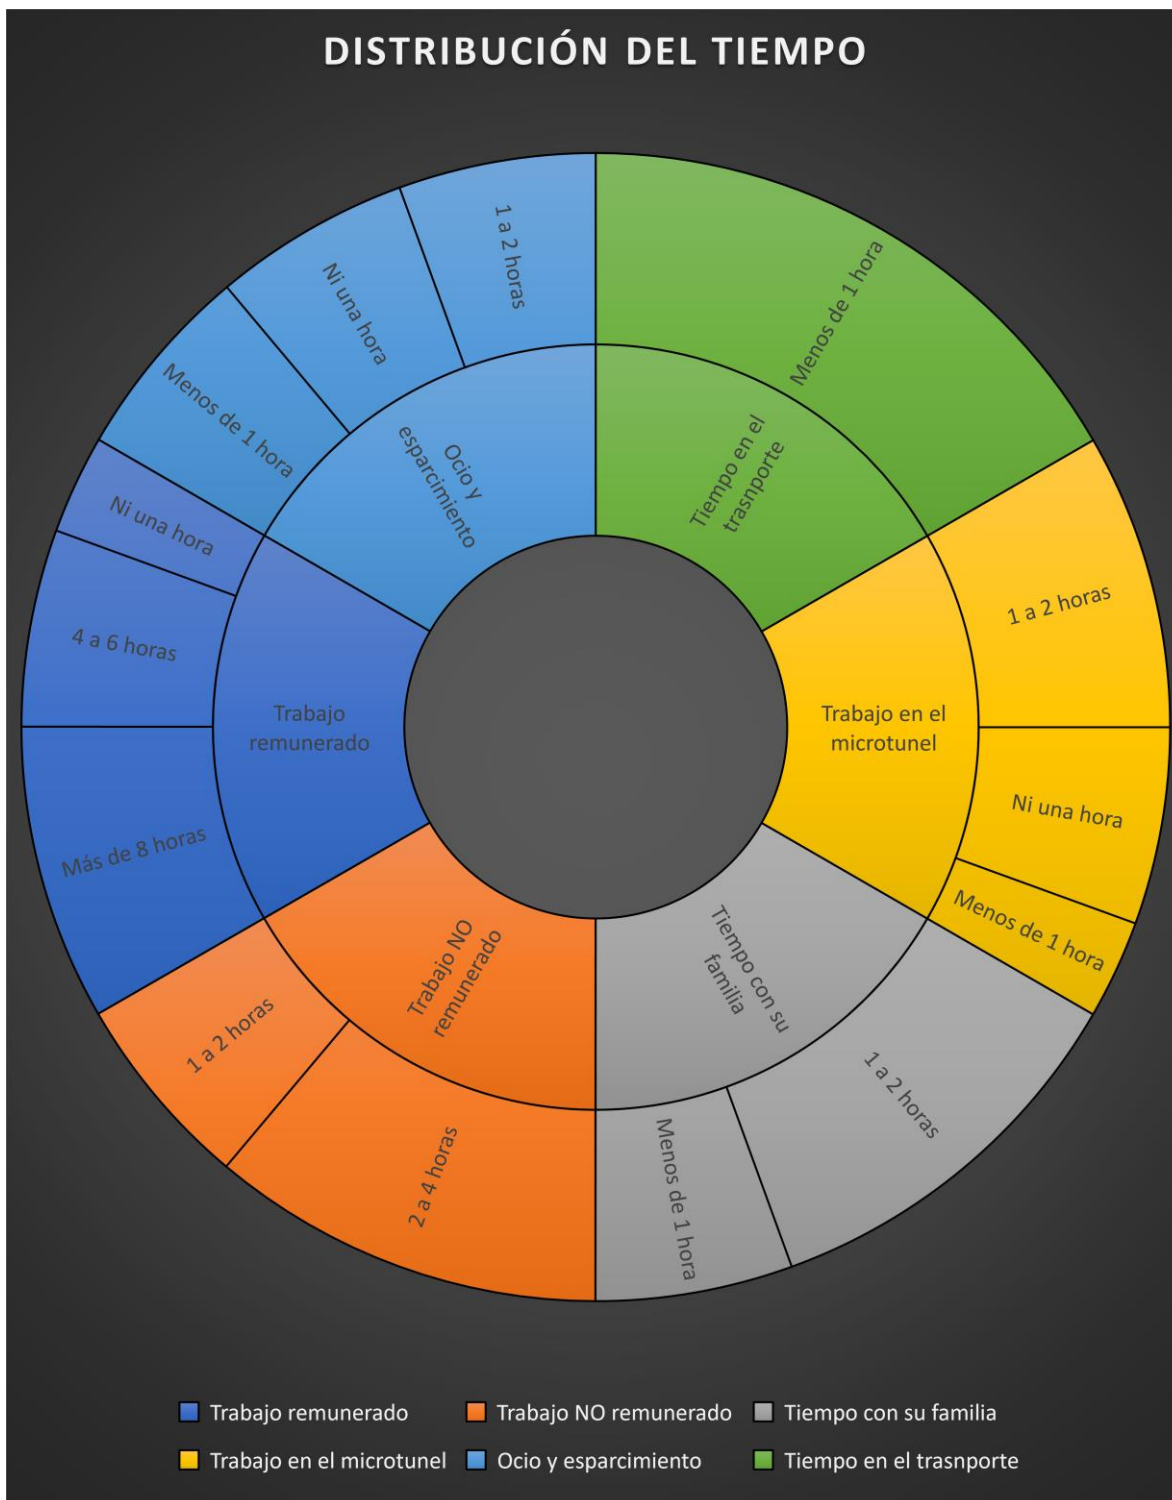 DISTRIBUCIÓN DEL TIEMPO
Menos de 1 hora
Tiempo en el
trasnporte
1 a 2 horas
Ni una hora
Menos de 1 hora
Trabajo en el
microtunel
1 a 2 horas
Menos de 1 hora
Tiempo con su
familia
2 a 4 horas
1 a 2 horas
Trabajo NO
remunerado
Más de 8 horas
4 a 6 horas
Ni una hora
Trabajo
remunerado
Menos de 1 hora
Ni una hora
1 a 2 horas
Ocio y
esparcimiento
Trabajo remunerado
Trabajo NO remunerado
Tiempo con su familia
Trabajo en el microtunel
Ocio y esparcimiento
Tiempo en el trasnporte